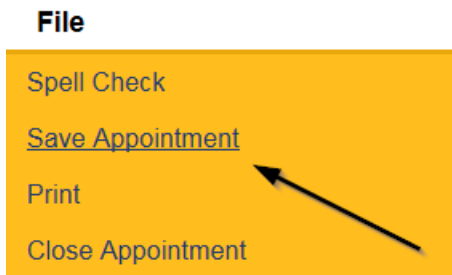 File
Spell Check
Save Appointment
Print
Close Appointment